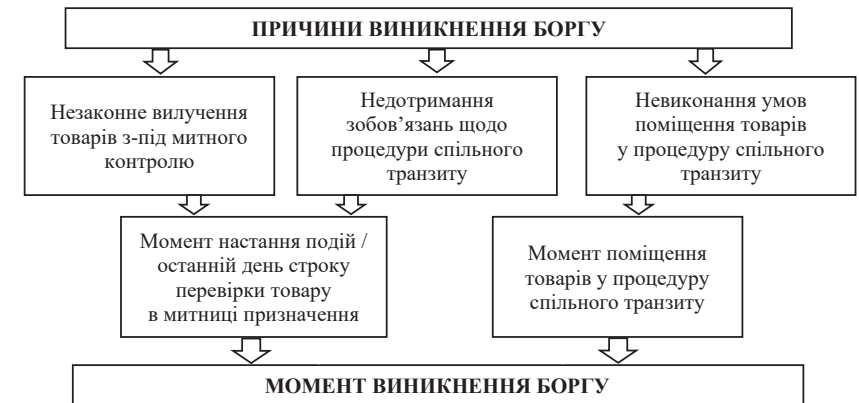 ПРИЧИНИ ВИНИКНЕННЯ БОРГУ
Незаконне вилучення
товарів з-під митного
контролю
Недотримання
зобов’язань щодо
процедури спільного
транзиту
Невиконання умов
поміщення товарів
у процедуру спільного
транзиту
Момент настання подій /
останній день строку
перевірки товару
в митниці призначення
Момент поміщення
товарів у процедуру
спільного транзиту
МОМЕНТ ВИНИКНЕННЯ БОРГУ